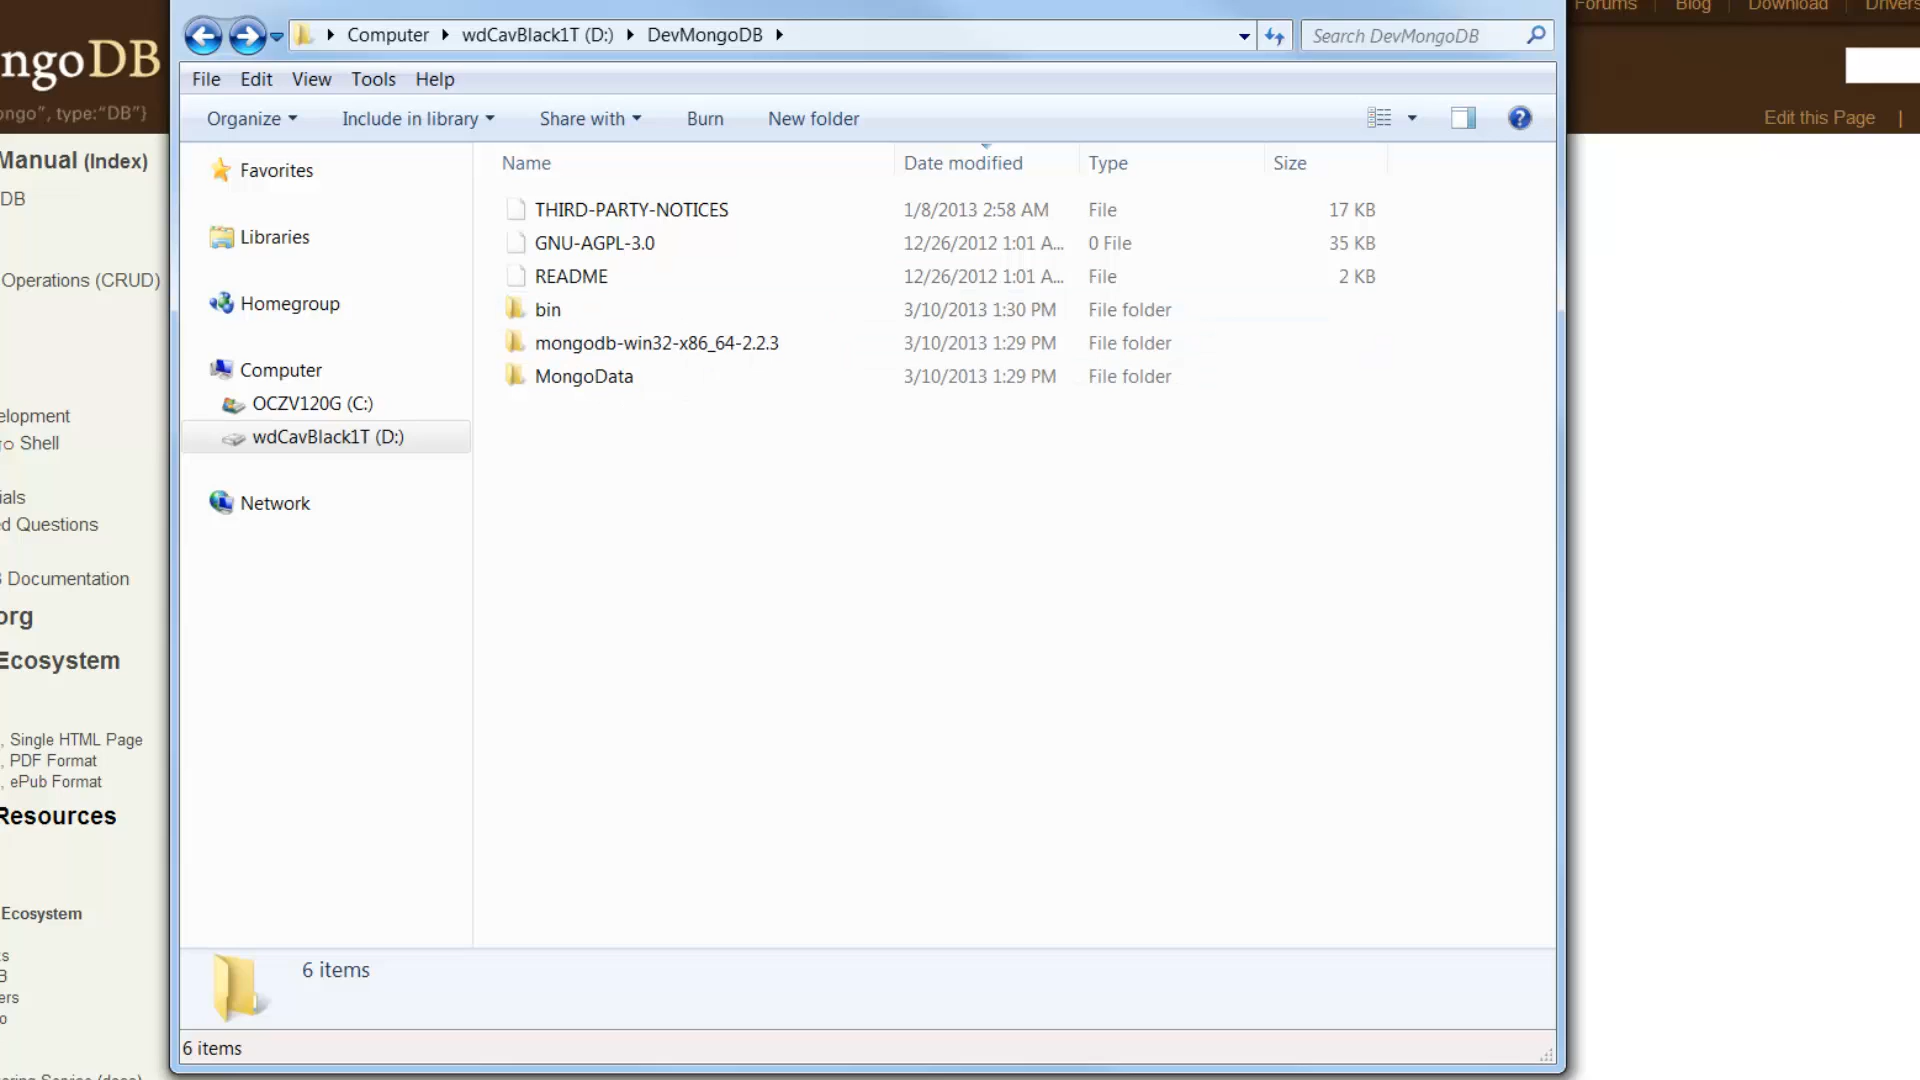 Computer wdCavBlack1T (D:) DevMongoDB
Search DevMongoDB
File Edit View Tools Help
Organize Include in library Share with Burn New folder
Name Date modified Type Size
THIRD-PARTY-NOTICES 1/8/2013 2:58 AM File 17 KB
GNU-AGPL-3.0 12/26/2012 1:01 A... 0 File 35 KB
README 12/26/2012 1:01 A... File 2 KB
bin 3/10/2013 1:30 PM File folder
mongodb-win32-x86_64-2.2.3 3/10/2013 1:29 PM File folder
MongoData 3/10/2013 1:29 PM File folder
Favorites
Libraries
Homegroup
Computer
OCZV120G (C:)
wdCavBlack1T (D:)
Network
6 items
6 items
ngoDB
ongo”, type:“DB”}
Manual (Index)
DB
Operations (CRUD)
elopment
go Shell
ials
d Questions
Documentation
org
Ecosystem
, Single HTML Page
, PDF Format
, ePub Format
Resources
Ecosystem
B
ers
o
Forums | Blog | Download | Drivers
Edit this Page |